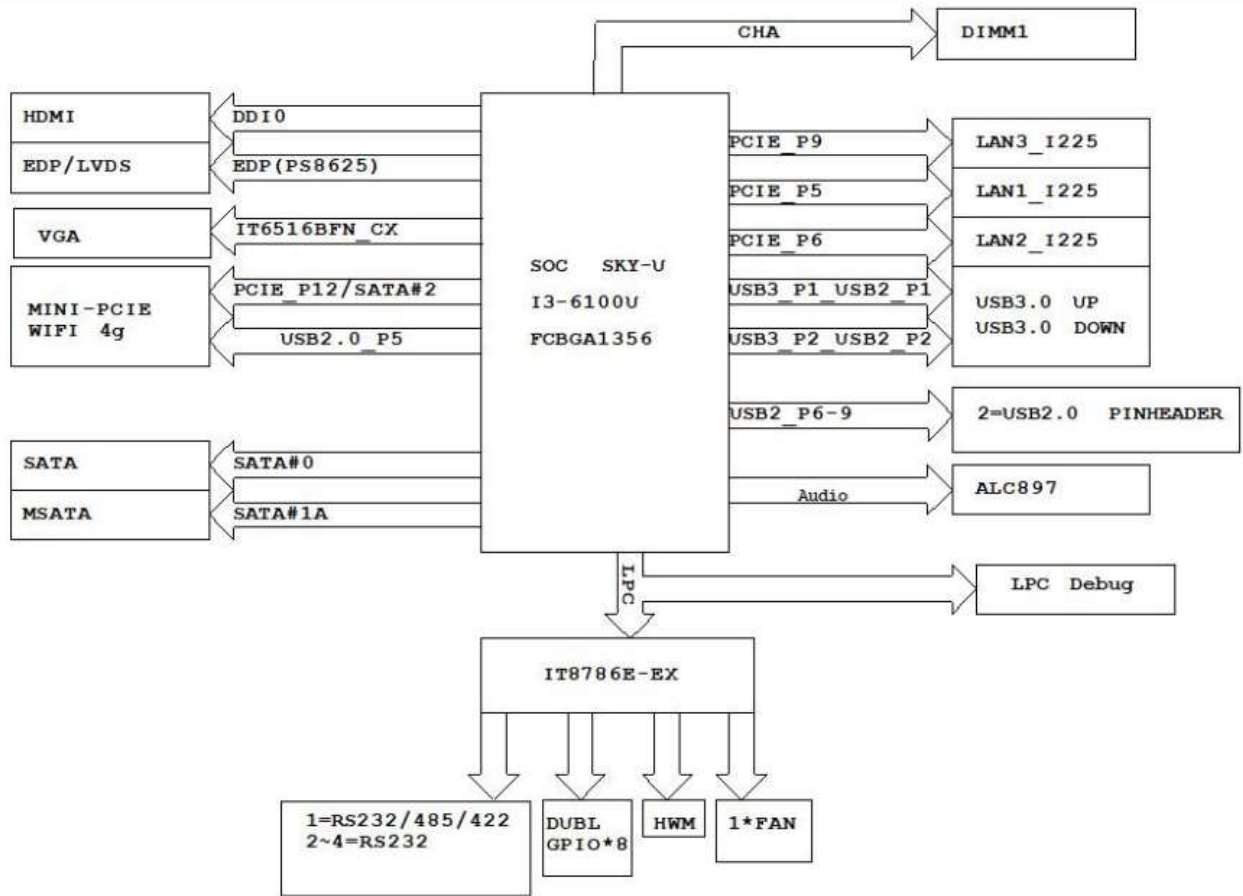 CHA
DIMM1
HDMI
DDI0
EDP/LVDS
EDP(PS8625)
VGA
IT6516BFN_CX
MINI-PCIE
WIFI 4g
PCIE_P12/SATA#2
USB2.0_P5
SATA
SATA#0
MSATA
SATA#1A
SOC SKY-U
I3-6100U
FCBGA1356
PCIE_P9
LAN3_I225
PCIE_P5
LAN1_I225
PCIE_P6
LAN2_I225
USB3_P1_USB2_P1
USB3_P2_USB2_P2
USB3.0 UP
USB3.0 DOWN
USB2_P6-9
2=USB2.0 PINHEADER
Audio
ALC897
LPC
LPC Debug
IT8786E-EX
1=RS232/485/422
2~4=RS232
DUBL
GPIO*8
HWM
1*FAN